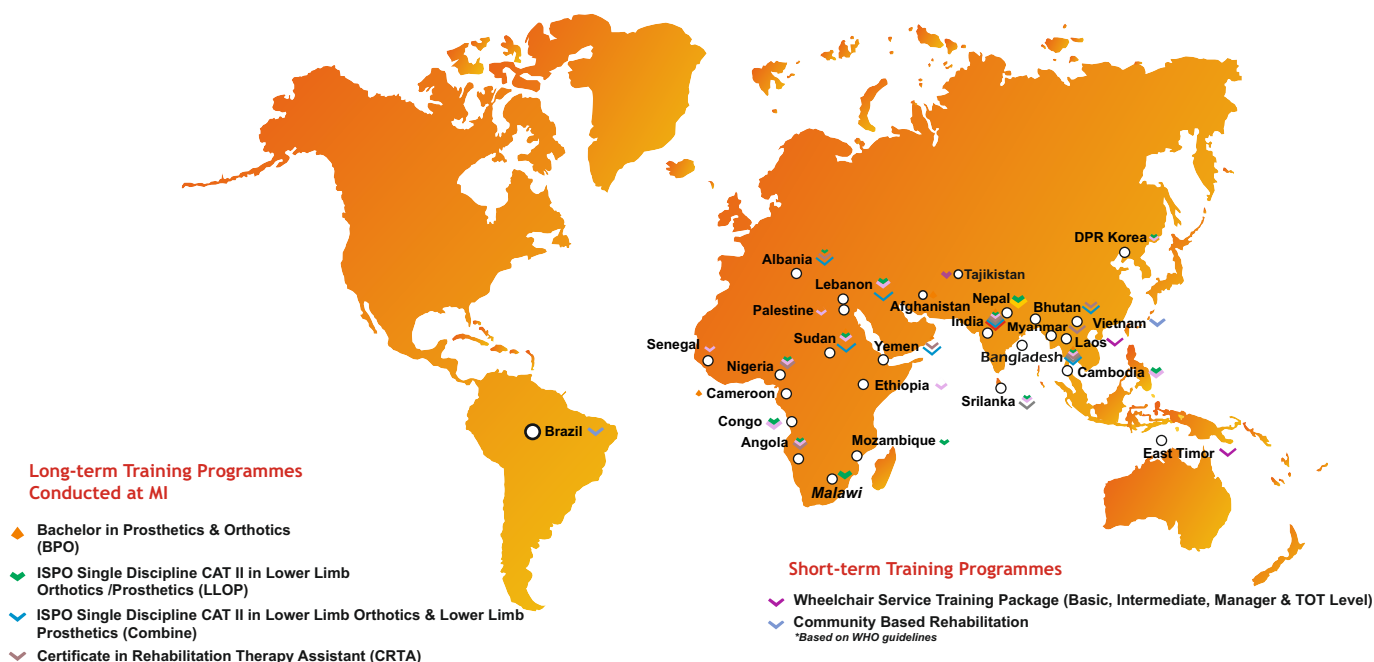 DPR Korea
Albania
Tajikistan
Lebanon
Afghanistan
Nepal
Bhutan
Palestine
India
Myanmar
Vietnam
Sudan
Yemen
Laos
Senegal
Bangladesh
Nigeria
Cambodia
Cameroon
Ethiopia
Srilanka
Congo
Brazil
Angola
Mozambique
East Timor
Malawi
Long-term Training Programmes
Conducted at MI
Bachelor in Prosthetics & Orthotics
(BPO)
ISPO Single Discipline CAT II in Lower Limb
Orthotics /Prosthetics (LLOP)
ISPO Single Discipline CAT II in Lower Limb Orthotics & Lower Limb
Prosthetics (Combine)
Certificate in Rehabilitation Therapy Assistant (CRTA)
Short-term Training Programmes
Wheelchair Service Training Package (Basic, Intermediate, Manager & TOT Level)
Community Based Rehabilitation
*Based on WHO guidelines